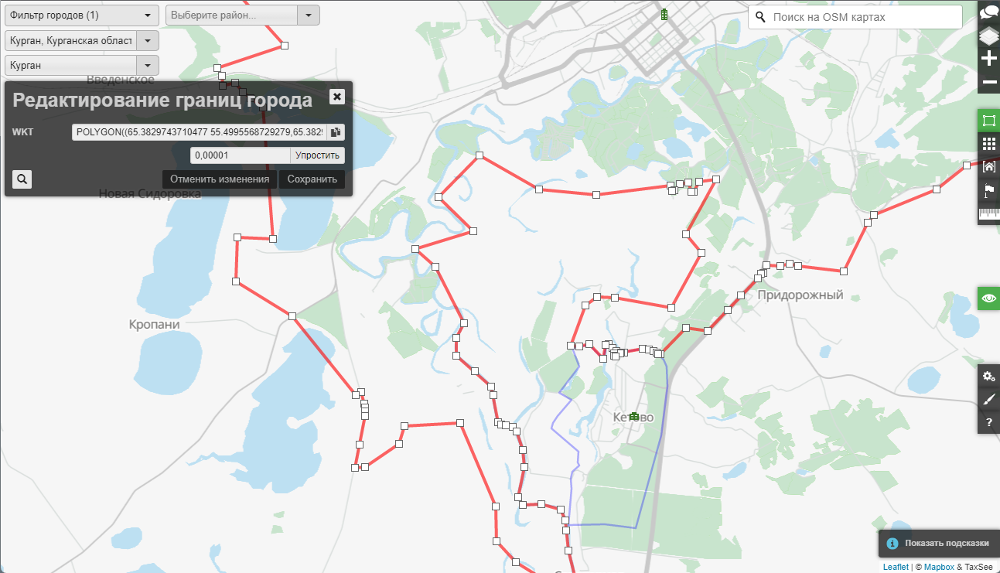 Фильтр городов (1)
Выберите район...
Поиск на OSM картах
Курган, Курганская област
Курган
Введенское
Редактирование границ города
WKT
POLYGON((65.3829743710477 55.4995568729279,65.382
0,00001
Упростить
Отменить изменения
Сохранить
Новая Сидоровка
Придорожный
Кропани
Кетово
?
Показать подсказки
Leaflet | © Mapbox & TaxSee